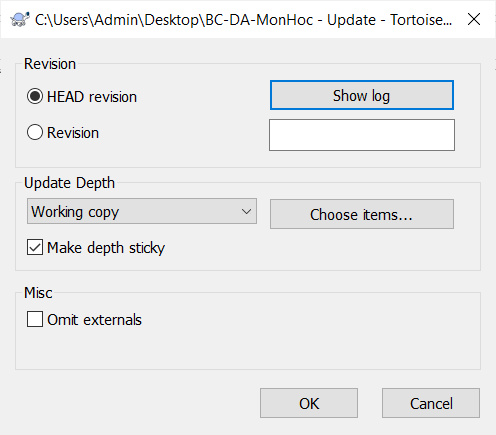 C:\Users\Admin\Desktop\BC-DA-MonHoc - Update - Tortoise...
Revision
HEAD revision
Show log
Revision
Update Depth
Working copy
Choose items...
Make depth sticky
Misc
Omit externals
OK
Cancel